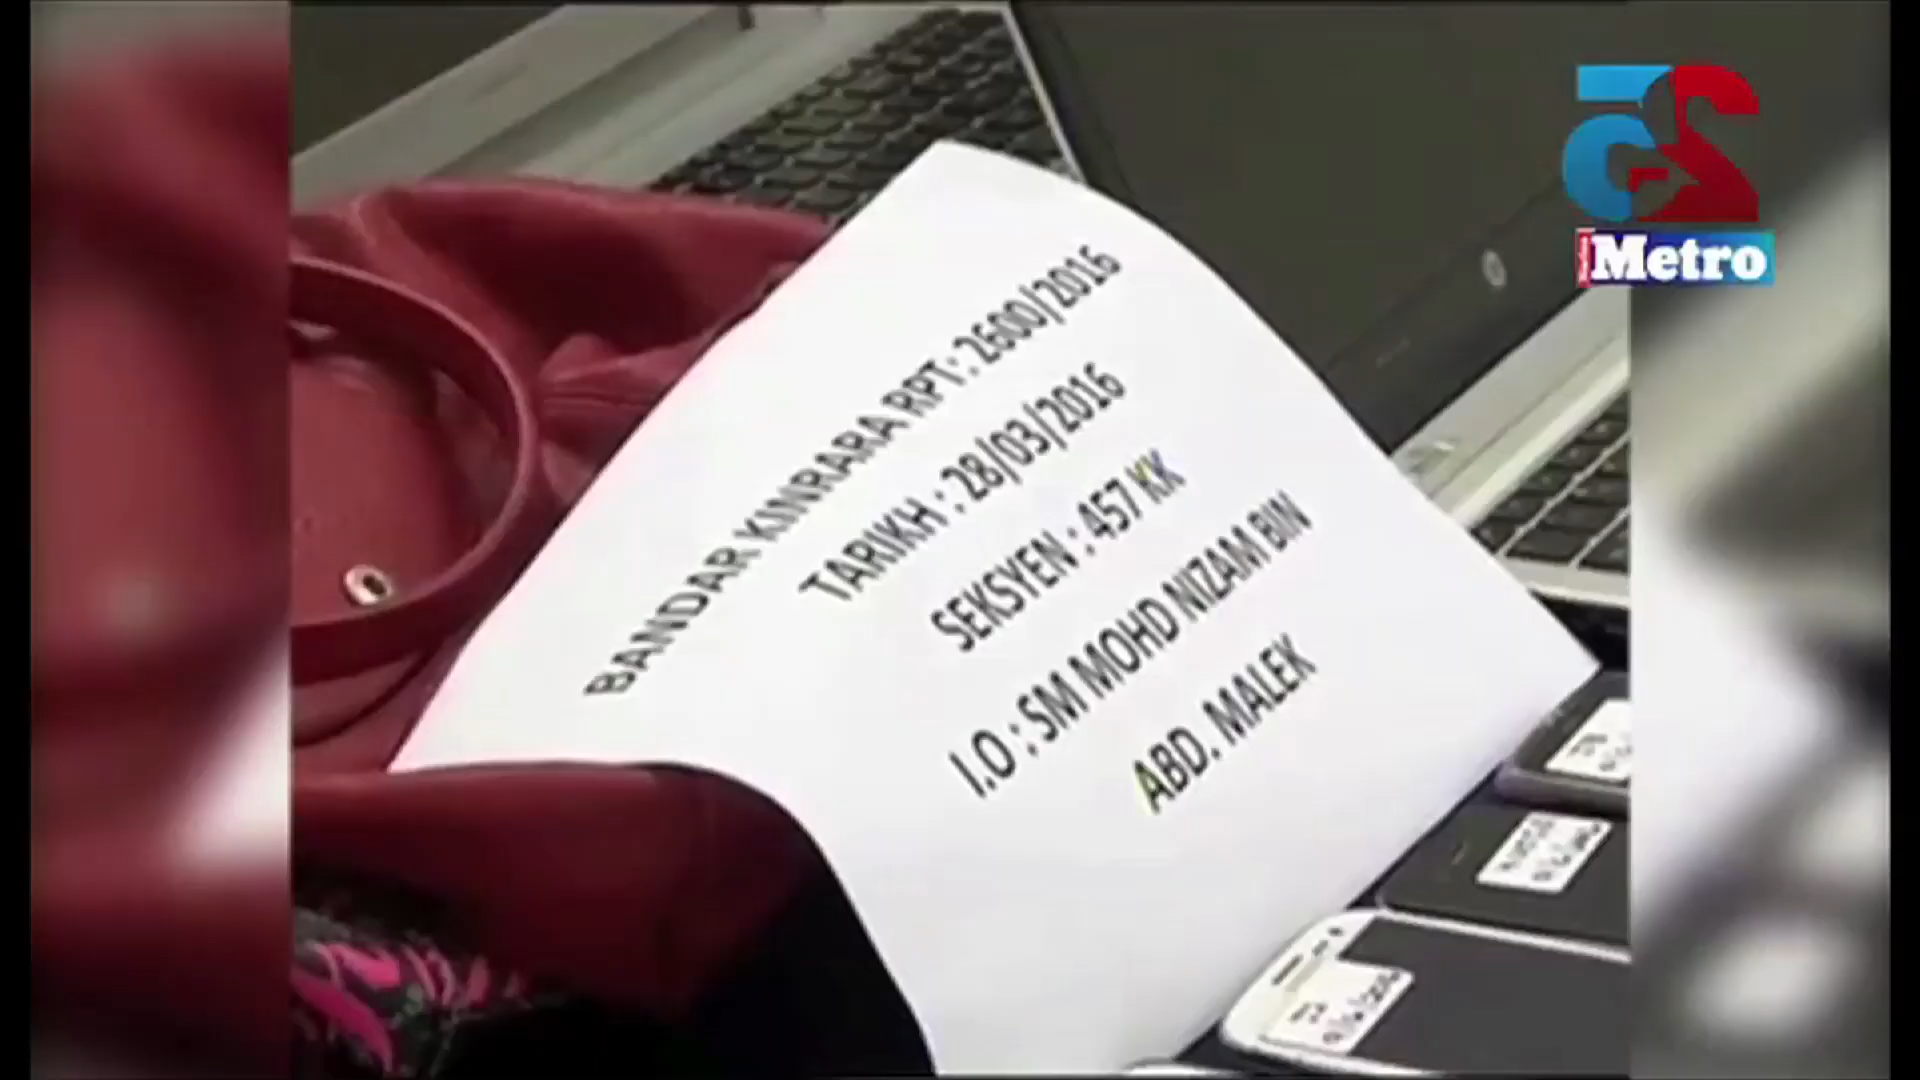 BANDAR KINRARA RPT : 2600/2016
TARIKH : 28/03/2016
SEKSYEN : 457 KK
I.O : SM MOHD NIZAM BIN
ABD. MALEK
25
Metro